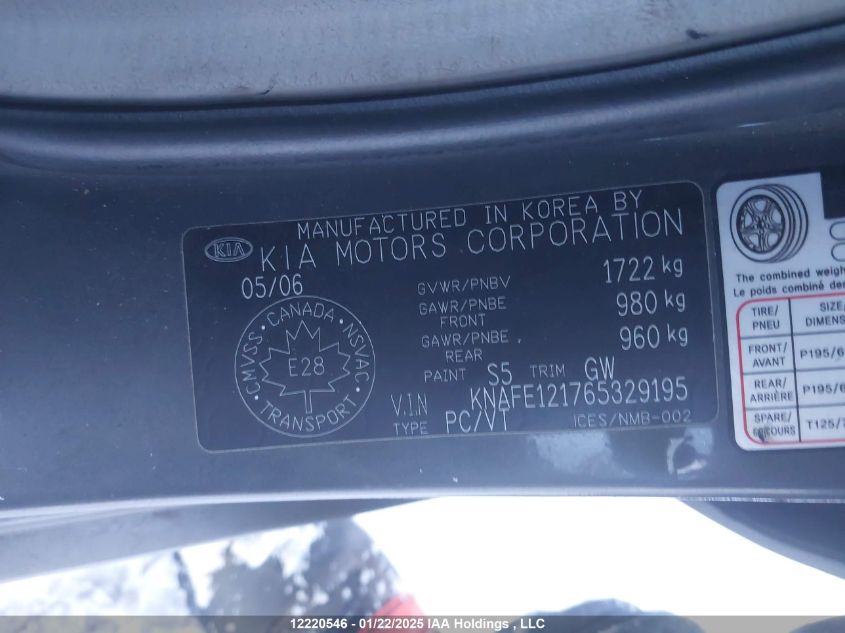 MANUFACTURED IN KOREA BY
KIA
KIA MOTORS CORPORATION
05/06
GVWR/PNBV 1722 kg
GAWR/PNBE FRONT 980 kg
GAWR/PNBE REAR 960 kg
PAINT S5 TRIM GW
V.I.N KNAFE121765329195
TYPE PC/VT ICES/NMB-002
CMVSS • CANADA • NSVAC • TRANSPORT •
E28
The combined weigh
Le poids combiné de
TIRE/ PNEU SIZE/ DIMENS
FRONT/ AVANT P195/6
REAR/ ARRIÈRE P195/6
SPARE/ SECOURS T125/
12220546 - 01/22/2025 IAA Holdings , LLC